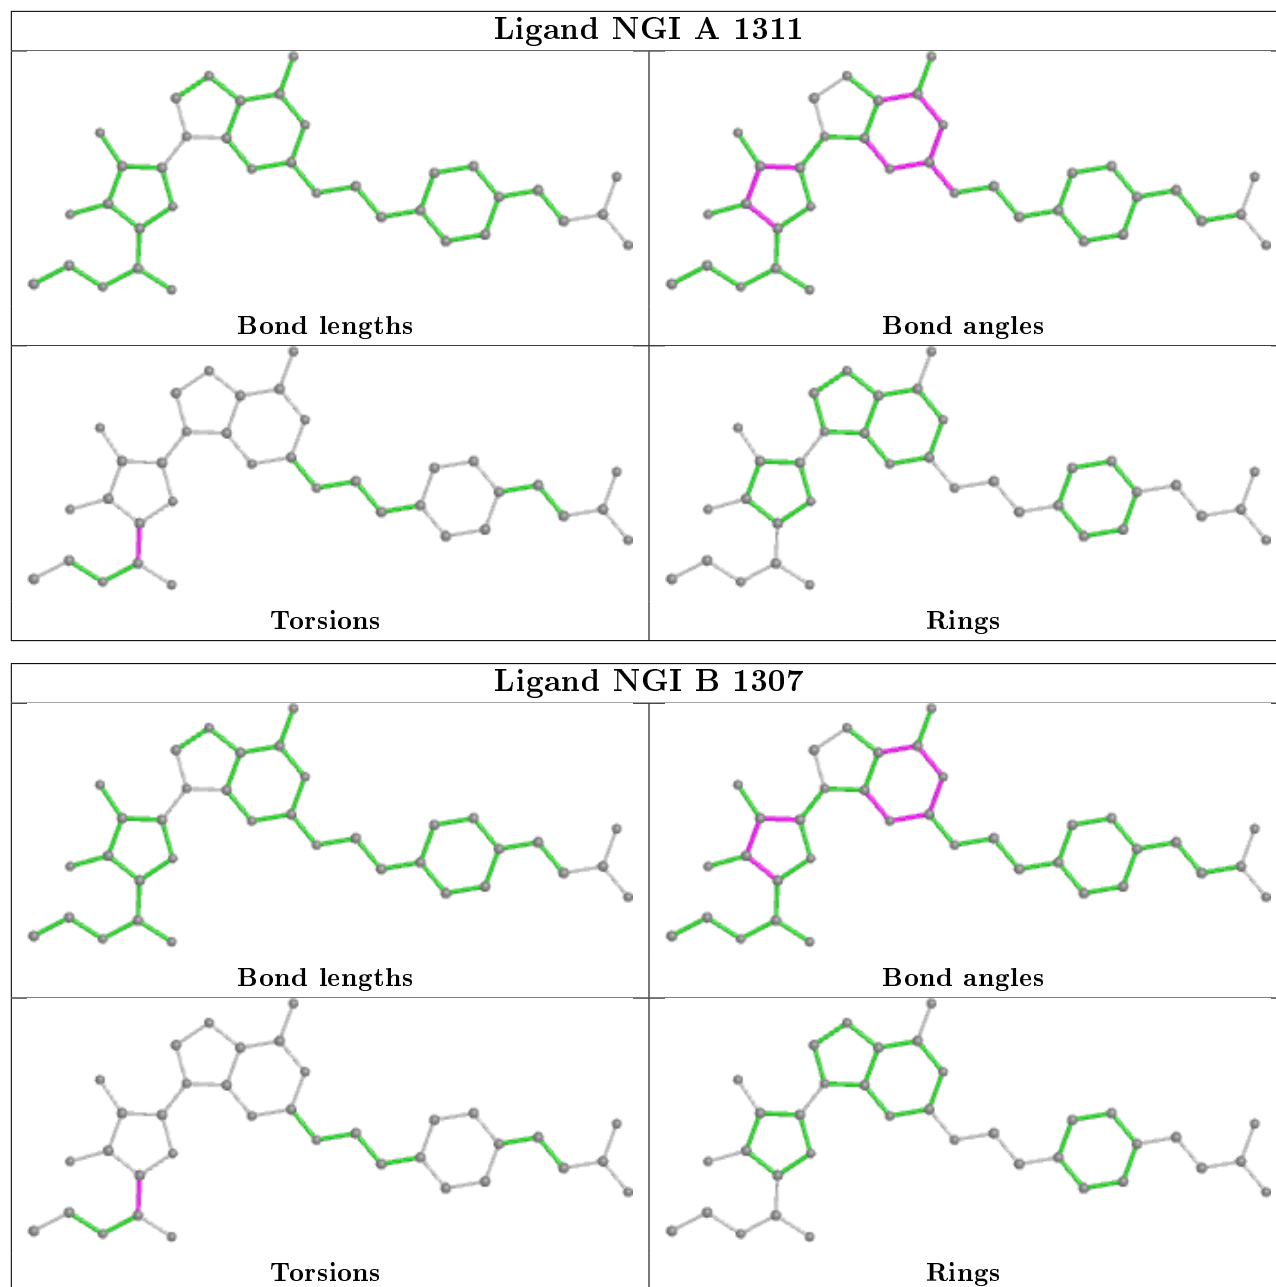 Ligand NGI A 1311
Bond lengths
Bond angles
Torsions
Rings
Ligand NGI B 1307
Bond lengths
Bond angles
Torsions
Rings